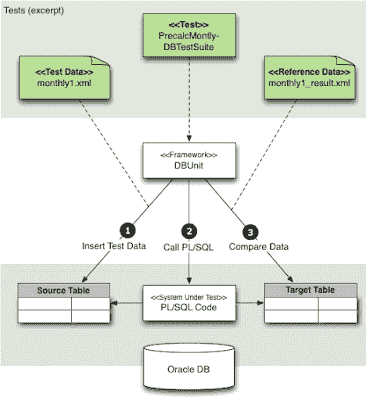 Tests (excerpt)
<<Test>>
PrecalcMontly-
DBTestSuite
<<Test Data>>
monthly1.xml
<<Reference Data>>
monthly1_result.xml
<<Framework>>
DBUnit
1
2
3
Insert Test Data
Call PL/SQL
Compare Data
Source Table
<<System Under Test>>
PL/SQL Code
Target Table
Oracle DB